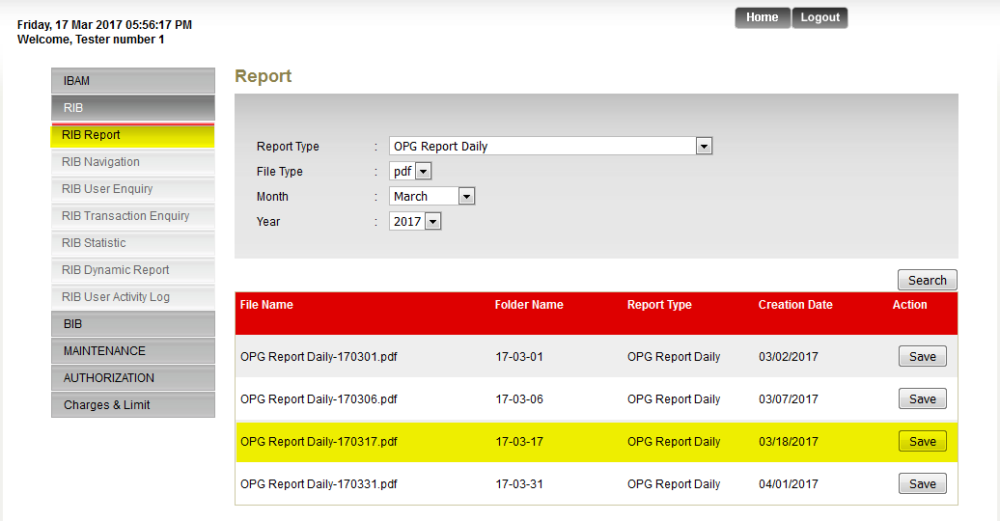 Friday, 17 Mar 2017 05:56:17 PM
Welcome, Tester number 1
Home Logout
IBAM
RIB
RIB Report
RIB Navigation
RIB User Enquiry
RIB Transaction Enquiry
RIB Statistic
RIB Dynamic Report
RIB User Activity Log
BIB
MAINTENANCE
AUTHORIZATION
Charges & Limit
Report
Report Type : OPG Report Daily
File Type : pdf
Month : March
Year : 2017
Search
File Name Folder Name Report Type Creation Date Action
OPG Report Daily-170301.pdf 17-03-01 OPG Report Daily 03/02/2017 Save
OPG Report Daily-170306.pdf 17-03-06 OPG Report Daily 03/07/2017 Save
OPG Report Daily-170317.pdf 17-03-17 OPG Report Daily 03/18/2017 Save
OPG Report Daily-170331.pdf 17-03-31 OPG Report Daily 04/01/2017 Save